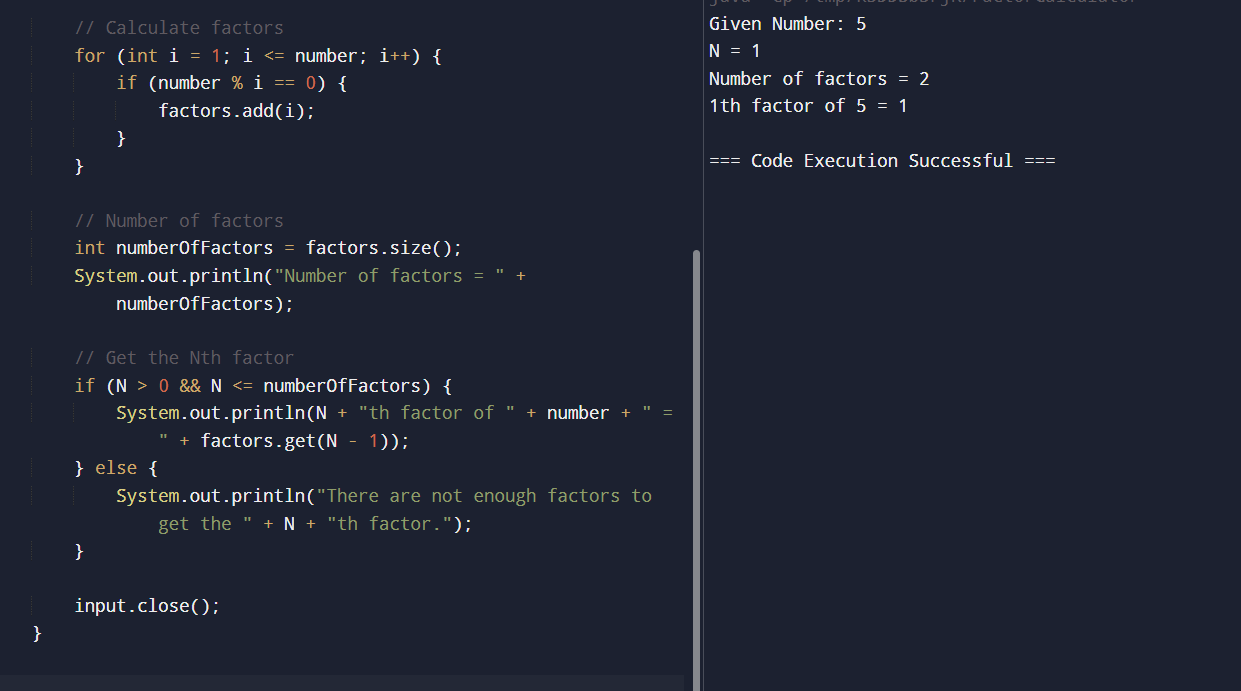 // Calculate factors
for (int i = 1; i <= number; i++) {
if (number % i == 0) {
factors.add(i);
}
}
// Number of factors
int numberOfFactors = factors.size();
System.out.println("Number of factors = " +
numberOfFactors);
// Get the Nth factor
if (N > 0 && N <= numberOfFactors) {
System.out.println(N + "th factor of " + number + " =
" + factors.get(N - 1));
} else {
System.out.println("There are not enough factors to
get the " + N + "th factor.");
}
input.close();
}
Given Number: 5
N = 1
Number of factors = 2
1th factor of 5 = 1
=== Code Execution Successful ===